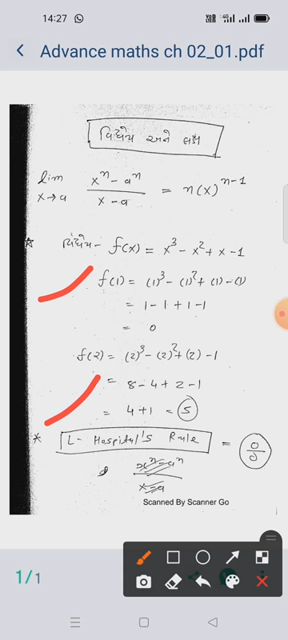 14:27
Advance maths ch 02_01.pdf
વિધેય અને લક્ષ
lim x→a xⁿ - aⁿ / x - a = n(x)ⁿ⁻¹
વિધેય - f(x) = x³ - x² + x - 1
f(1) = (1)³ - (1)² + (1) - (1)
= 1 - 1 + 1 - 1
= 0
f(2) = (2)³ - (2)² + (2) - 1
= 8 - 4 + 2 - 1
= 4 + 1 = 5
* L - Hospital's Rule = 0/0
xⁿ - aⁿ
x - a
Scanned By Scanner Go
1/1